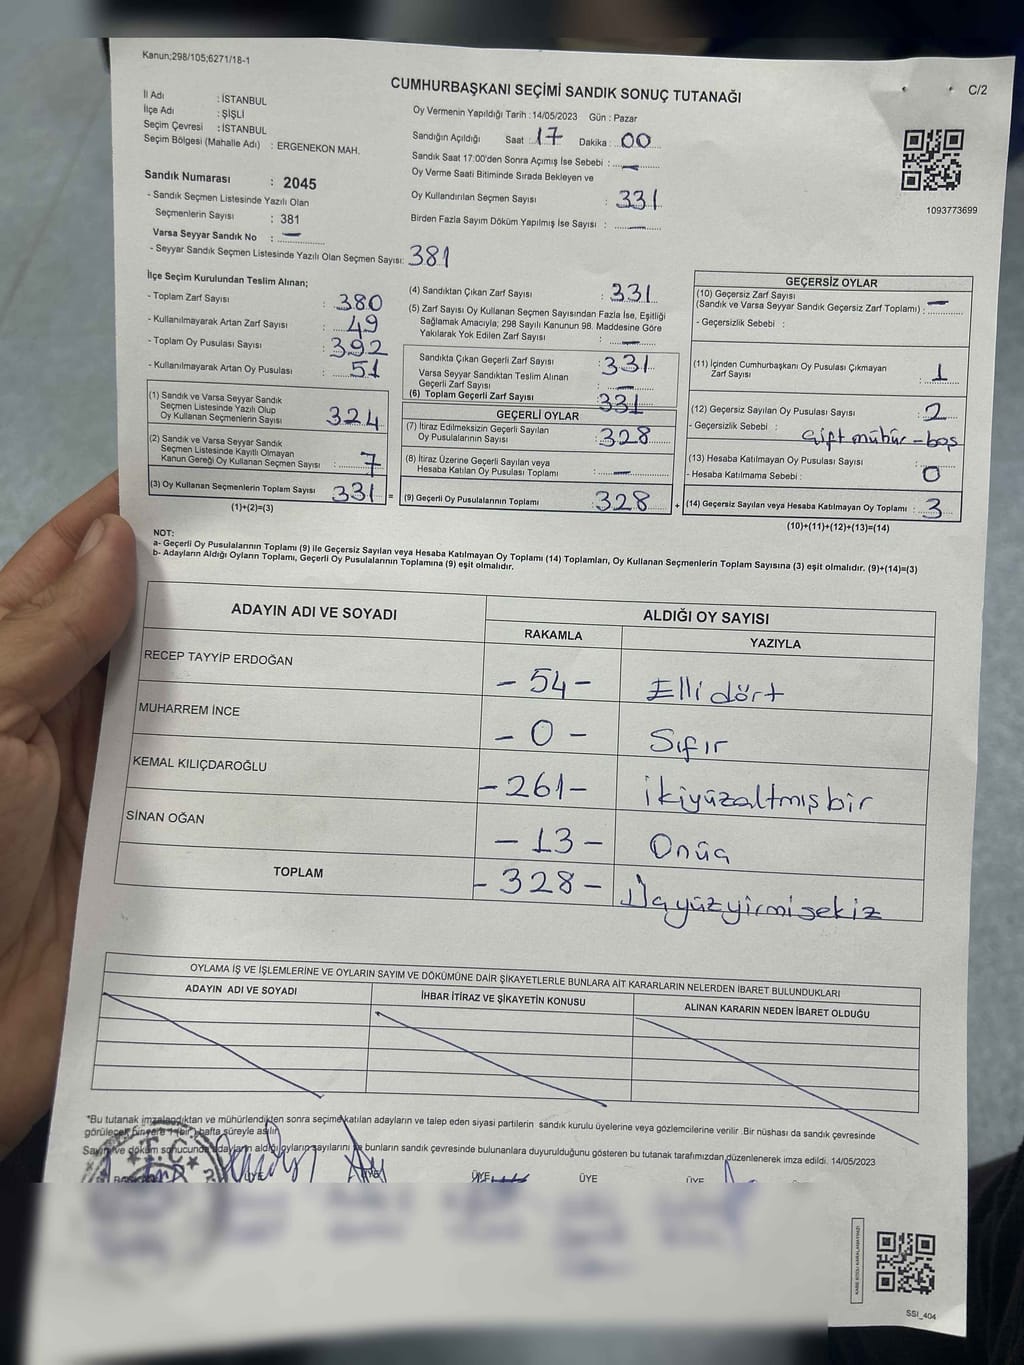 Kanun;298/105;6271/18-1
CUMHURBAŞKANI SEÇİMİ SANDIK SONUÇ TUTANAĞI
C/2
İl Adı : İSTANBUL
İlçe Adı : ŞİŞLİ
Seçim Çevresi : İSTANBUL
Seçim Bölgesi (Mahalle Adı) : ERGENEKON MAH.
Sandık Numarası : 2045
- Sandık Seçmen Listesinde Yazılı Olan
Seçmenlerin Sayısı : 381
Varsa Seyyar Sandık No : —
- Seyyar Sandık Seçmen Listesinde Yazılı Olan Seçmen Sayısı: 381
Oy Vermenin Yapıldığı Tarih : 14/05/2023 Gün : Pazar
Sandığın Açıldığı Saat : 17 Dakika : 00
Sandık Saat 17:00'den Sonra Açımış İse Sebebi : —
Oy Verme Saati Bitiminde Sırada Bekleyen ve
Oy Kullandırılan Seçmen Sayısı : 331
Birden Fazla Sayım Döküm Yapılmış İse Sayısı : —
1093773699
İlçe Seçim Kurulundan Teslim Alınan;
- Toplam Zarf Sayısı : 380
- Kullanılmayarak Artan Zarf Sayısı : 49
- Toplam Oy Pusulası Sayısı : 392
- Kullanılmayarak Artan Oy Pusulası : 51
(1) Sandık ve Varsa Seyyar Sandık
Seçmen Listesinde Yazılı Olup
Oy Kullanan Seçmenlerin Sayısı : 324
(2) Sandık ve Varsa Seyyar Sandık
Seçmen Listesinde Kayıtlı Olmayan
Kanun Gereği Oy Kullanan Seçmen Sayısı : 7
(3) Oy Kullanan Seçmenlerin Toplam Sayısı 331 =
(1)+(2)=(3)
(4) Sandıktan Çıkan Zarf Sayısı : 331
(5) Zarf Sayısı Oy Kullanan Seçmen Sayısından Fazla İse, Eşitliği
Sağlamak Amacıyla; 298 Sayılı Kanunun 98. Maddesine Göre
Yakılarak Yok Edilen Zarf Sayısı : —
Sandıkta Çıkan Geçerli Zarf Sayısı : 331
Varsa Seyyar Sandıktan Teslim Alınan
Geçerli Zarf Sayısı : —
(6) Toplam Geçerli Zarf Sayısı : 331
GEÇERLİ OYLAR
(7) İtiraz Edilmeksizin Geçerli Sayılan
Oy Pusulalarının Sayısı : 328
(8) İtiraz Üzerine Geçerli Sayılan veya
Hesaba Katılan Oy Pusulası Toplamı : —
(9) Geçerli Oy Pusulalarının Toplamı 328 +
GEÇERSİZ OYLAR
(10) Geçersiz Zarf Sayısı
(Sandık ve Varsa Seyyar Sandık Geçersiz Zarf Toplamı) : —
- Geçersizlik Sebebi :
(11) İçinden Cumhurbaşkanı Oy Pusulası Çıkmayan
Zarf Sayısı : 1
(12) Geçersiz Sayılan Oy Pusulası Sayısı : 2
- Geçersizlik Sebebi : Çift mühür - boş
(13) Hesaba Katılmayan Oy Pusulası Sayısı : 0
- Hesaba Katılmama Sebebi :
(14) Geçersiz Sayılan veya Hesaba Katılmayan Oy Toplamı : 3
(10)+(11)+(12)+(13)=(14)
NOT:
a- Geçerli Oy Pusulalarının Toplamı (9) ile Geçersiz Sayılan veya Hesaba Katılmayan Oy Toplamı (14) Toplamları, Oy Kullanan Seçmenlerin Toplam Sayısına (3) eşit olmalıdır. (9)+(14)=(3)
b- Adayların Aldığı Oyların Toplamı, Geçerli Oy Pusulalarının Toplamına (9) eşit olmalıdır.
ADAYIN ADI VE SOYADI ALDIĞI OY SAYISI
RAKAMLA YAZIYLA
RECEP TAYYİP ERDOĞAN - 54 - Elli dört
MUHARREM İNCE - 0 - Sıfır
KEMAL KILIÇDAROĞLU - 261 - ikiyüzaltmışbir
SİNAN OĞAN - 13 - Onüç
TOPLAM - 328 - Üçyüzyirmisekiz
OYLAMA İŞ VE İŞLEMLERİNE VE OYLARIN SAYIM VE DÖKÜMÜNE DAİR ŞİKAYETLERLE BUNLARA AİT KARARLARIN NELERDEN İBARET BULUNDUKLARI
ADAYIN ADI VE SOYADI İHBAR İTİRAZ VE ŞİKAYETİN KONUSU ALINAN KARARIN NEDEN İBARET OLDUĞU
*Bu tutanak imzalandıktan ve mühürlendikten sonra seçime katılan adayların ve talep eden siyasi partilerin sandık kurulu üyelerine veya gözlemcilerine verilir .Bir nüshası da sandık çevresinde
görülecek bir yere 1 (bir ) hafta süreyle asılır.
Sayım ve döküm sonucunda adayların aldığı oyların sayılarını ve bunların sandık çevresinde bulunanlara duyurulduğunu gösteren bu tutanak tarafımızdan düzenlenerek imza edildi. 14/05/2023
T.C.
ÜYE ÜYE ÜYE ÜYE
SSI_404